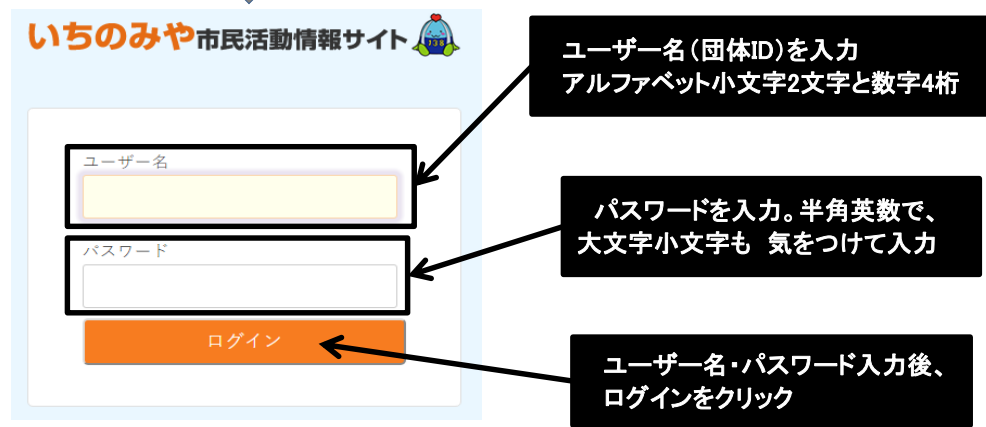 いちのみや市民活動情報サイト
138
ユーザー名（団体ID）を入力
アルファベット小文字2文字と数字4桁
ユーザー名
パスワードを入力。半角英数で、
大文字小文字も 気をつけて入力
パスワード
ログイン
ユーザー名・パスワード入力後、
ログインをクリック